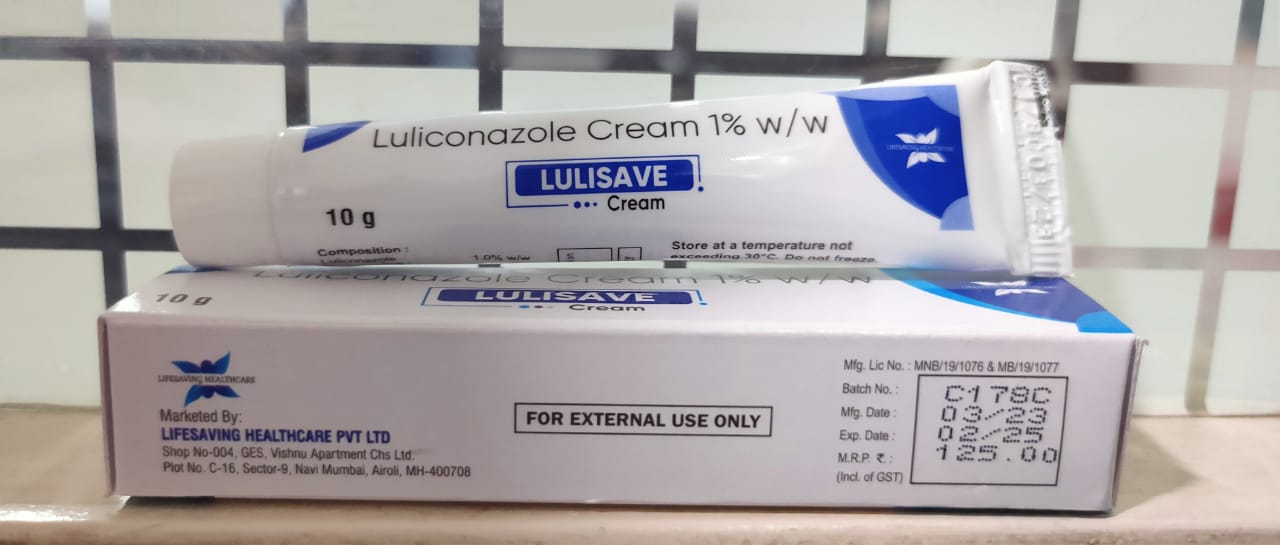 Luliconazole Cream 1% w/w
LULISAVE
Cream
10 g
LIFESAVING HEALTHCARE
Composition :
Luliconazole 1.0% w/w
Store at a temperature not
exceeding 30°C. Do not freeze.
Luliconazole Cream 1% w/w
10 g
LULISAVE
Cream
LIFESAVING HEALTHCARE
Marketed By:
LIFESAVING HEALTHCARE PVT LTD
Shop No-004, GES, Vishnu Apartment Chs Ltd.
Plot No. C-16, Sector-9, Navi Mumbai, Airoli, MH-400708
FOR EXTERNAL USE ONLY
Mfg. Lic No. : MNB/19/1076 & MB/19/1077
Batch No. : C179C
Mfg. Date : 03/23
Exp. Date : 02/25
M.R.P. ₹. : 125.00
(Incl. of GST)